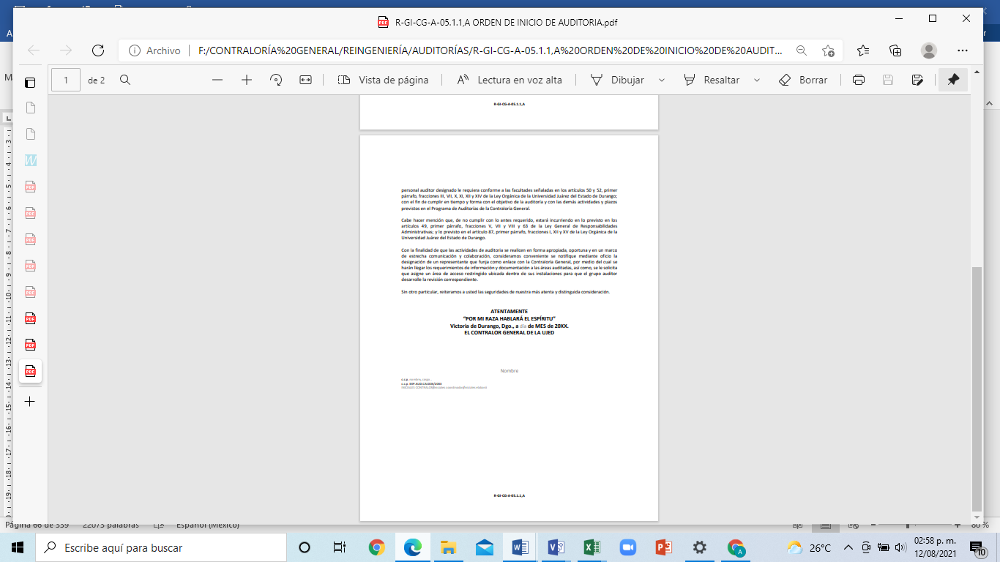 R-GI-CG-A-05.1.1,A ORDEN DE INICIO DE AUDITORIA.pdf
Archivo
F:/CONTRALORÍA%20GENERAL/REINGENIERÍA/AUDITORÍAS/R-GI-CG-A-05.1.1,A%20ORDEN%20DE%20INICIO%20DE%20AUDIT...
1 de 2
Vista de página
Lectura en voz alta
Dibujar
Resaltar
Borrar
R-GI-CG-A-05.1.1,A
personal auditor designado le requiera conforme a las facultades señaladas en los artículos 50 y 52, primer
párrafo, fracciones III, VII, X, XI, XII y XIV de la Ley Orgánica de la Universidad Juárez del Estado de Durango;
con el fin de cumplir en tiempo y forma con el objetivo de la auditoría y con las demás actividades y plazos
previstos en el Programa de Auditorías de la Contraloría General.
Cabe hacer mención que, de no cumplir con lo antes requerido, estará incurriendo en lo previsto en los
artículos 49, primer párrafo, fracciones V, VII y VIII y 63 de la Ley General de Responsabilidades
Administrativas; y lo previsto en el artículo 87, primer párrafo, fracciones I, XII y XV de la Ley Orgánica de la
Universidad Juárez del Estado de Durango.
Con la finalidad de que las actividades de auditoría se realicen en forma apropiada, oportuna y en un marco
de estrecha comunicación y colaboración, consideramos conveniente se notifique mediante oficio la
designación de un representante que funja como enlace con la Contraloría General, por medio del cual se
harán llegar los requerimientos de información y documentación a las áreas auditadas, así como, se le solicita
que asigne un área de acceso restringido ubicada dentro de sus instalaciones para que el grupo auditor
desarrolle la revisión correspondiente.
Sin otro particular, reiteramos a usted las seguridades de nuestra más atenta y distinguida consideración.
ATENTAMENTE
"POR MI RAZA HABLARÁ EL ESPÍRITU"
Victoria de Durango, Dgo., a día de MES de 20XX.
EL CONTRALOR GENERAL DE LA UJED
Nombre
c.c.p. nombre, cargo.
R-GI-CG-A-05.1.1,A
Página 66 de 339
22073 palabras
Español (México)
80 %
Escribe aquí para buscar
26°C
02:58 p. m.
12/08/2021
10